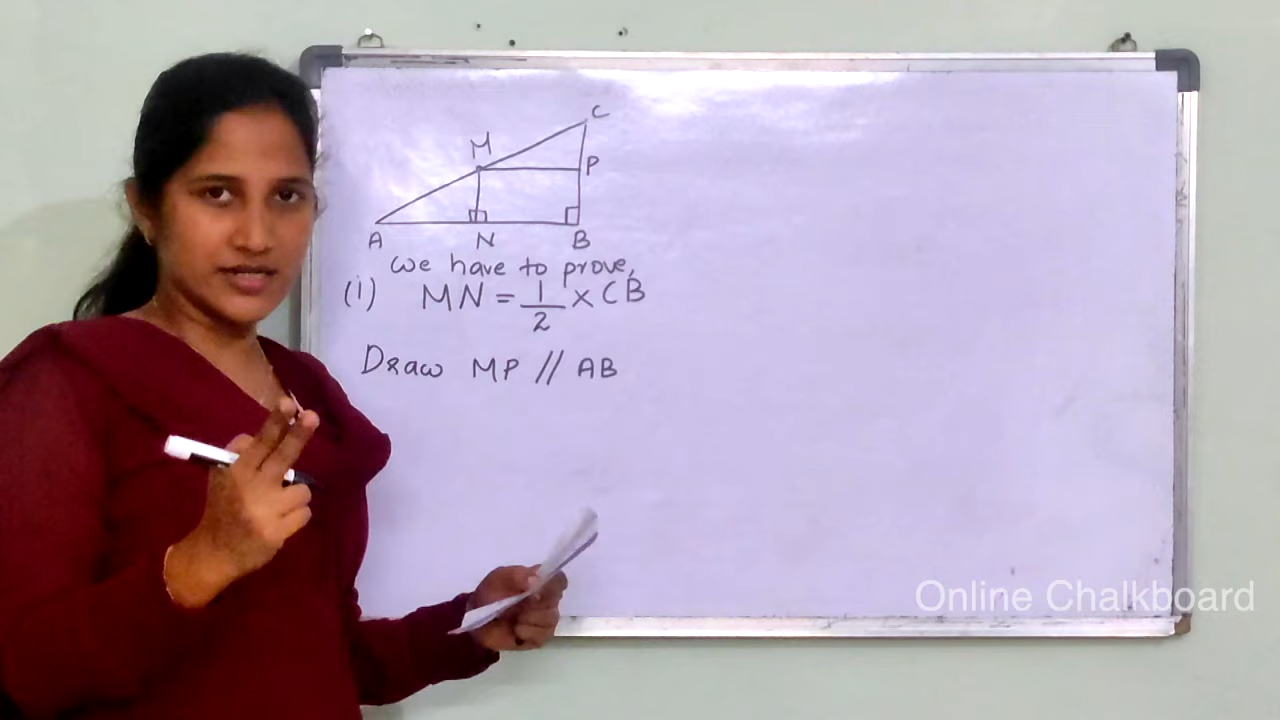 C
M
P
A N B
We have to prove,
(i) MN = 1/2 × CB
Draw MP // AB
Online Chalkboard